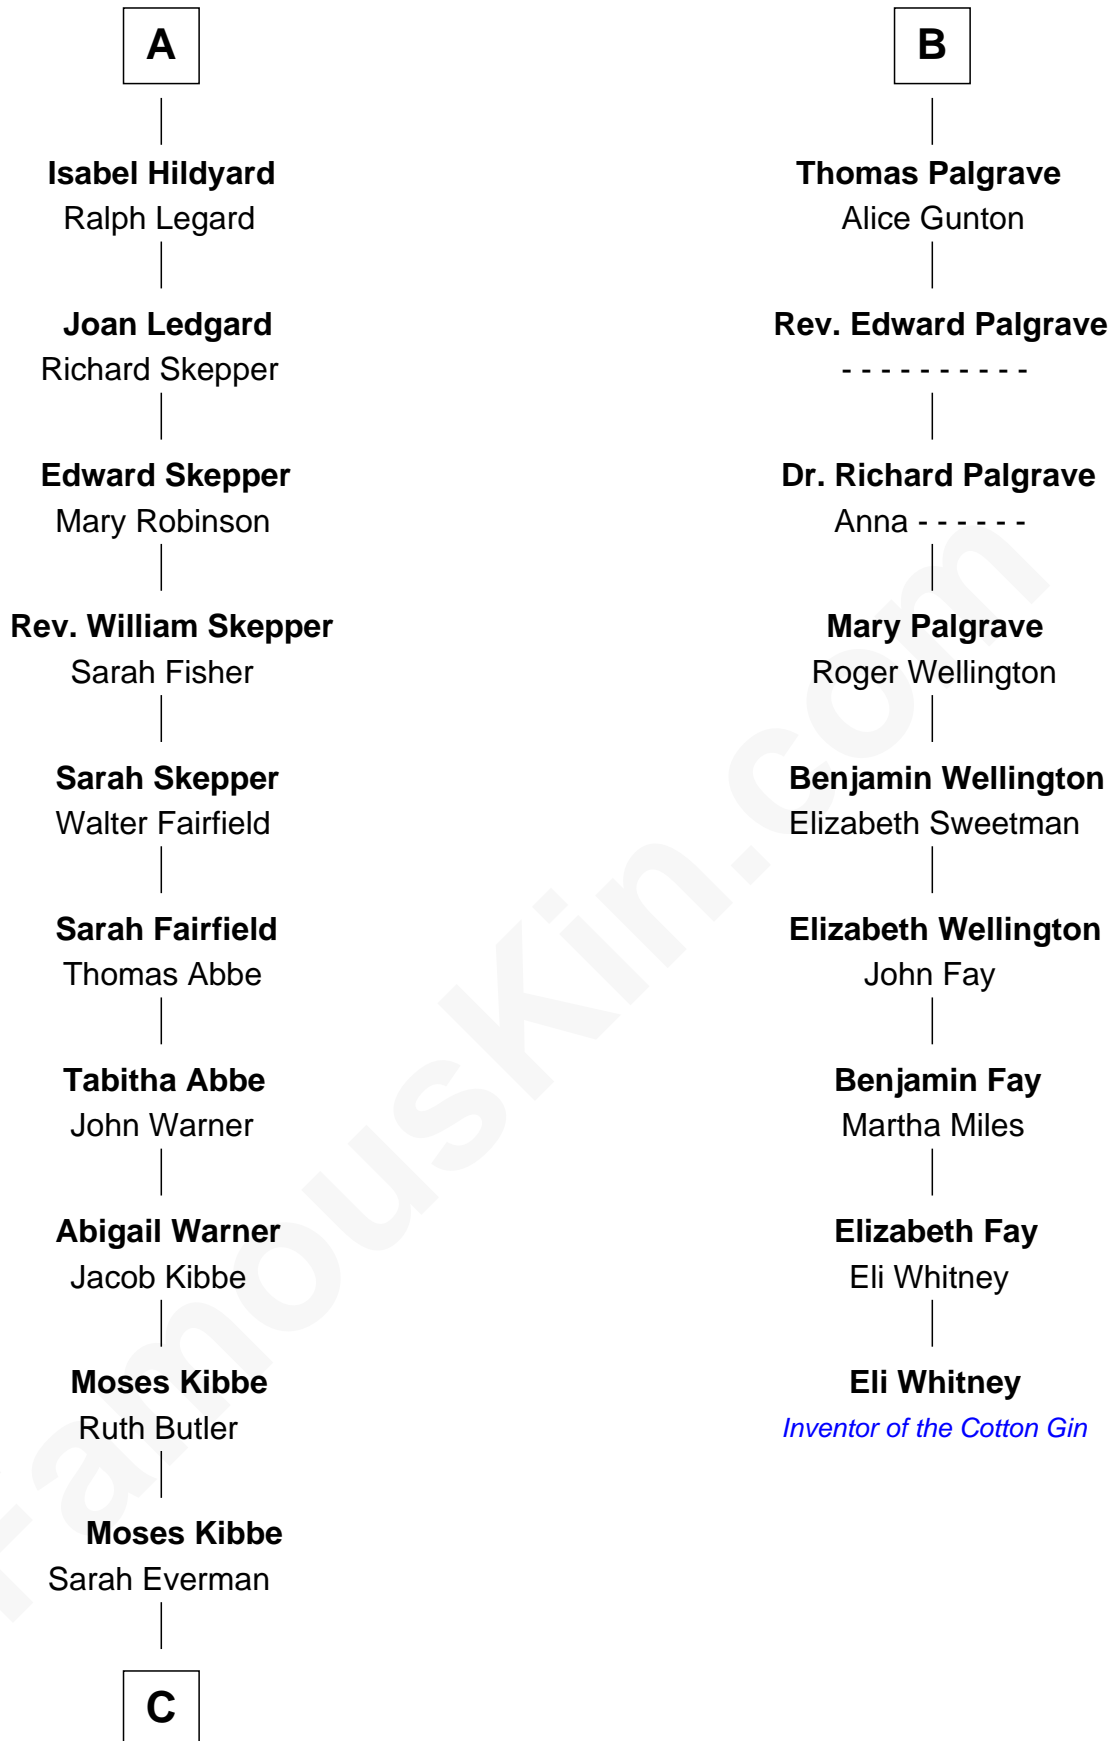 A
Isabel Hildyard
Ralph Legard
Joan Ledgard
Richard Skepper
Edward Skepper
Mary Robinson
Rev. William Skepper
Sarah Fisher
Sarah Skepper
Walter Fairfield
Sarah Fairfield
Thomas Abbe
Tabitha Abbe
John Warner
Abigail Warner
Jacob Kibbe
Moses Kibbe
Ruth Butler
Moses Kibbe
Sarah Everman
C
B
Thomas Palgrave
Alice Gunton
Rev. Edward Palgrave
- - - - - - - - - -
Dr. Richard Palgrave
Anna - - - - - -
Mary Palgrave
Roger Wellington
Benjamin Wellington
Elizabeth Sweetman
Elizabeth Wellington
John Fay
Benjamin Fay
Martha Miles
Elizabeth Fay
Eli Whitney
Eli Whitney
Inventor of the Cotton Gin
FamousKin.com